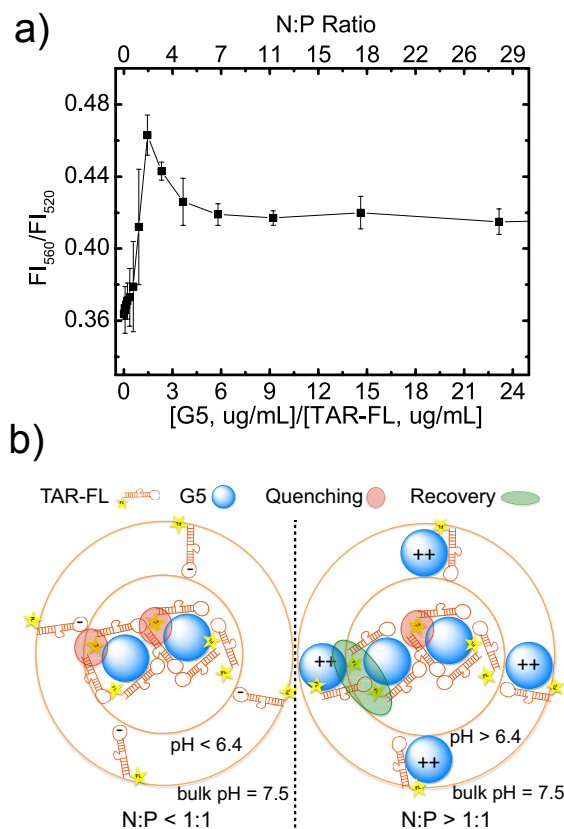 a)
N:P Ratio
0 4 7 11 14 18 22 25 29
0.48
0.44
0.40
0.36
FI560/FI520
0 3 6 9 12 15 18 21 24
[G5, ug/mL]/[TAR-FL, ug/mL]
b)
TAR-FL G5 Quenching Recovery
++
++ ++
++
- - - -
pH < 6.4 pH > 6.4
bulk pH = 7.5 bulk pH = 7.5
N:P < 1:1 N:P > 1:1